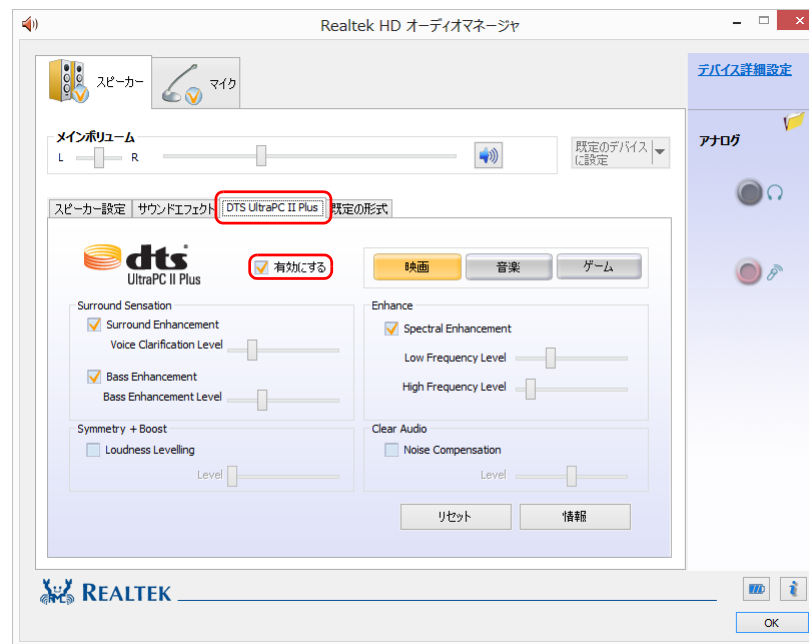 Realtek HD オーディオマネージャ
スピーカー
マイク
デバイス詳細設定
メインボリューム
L
R
既定のデバイス
に設定
アナログ
スピーカー設定
サウンドエフェクト
DTS UltraPC II Plus
既定の形式
dts
UltraPC II Plus
有効にする
映画
音楽
ゲーム
Surround Sensation
Surround Enhancement
Voice Clarification Level
Bass Enhancement
Bass Enhancement Level
Enhance
Spectral Enhancement
Low Frequency Level
High Frequency Level
Symmetry + Boost
Loudness Levelling
Level
Clear Audio
Noise Compensation
Level
リセット
情報
REALTEK
OK